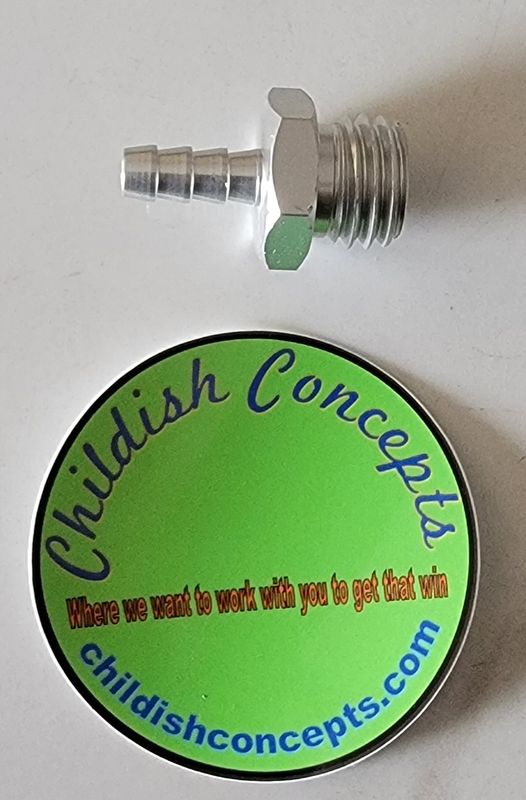 Childish Concepts
Where we want to work with you to get that win
childishconcepts.com